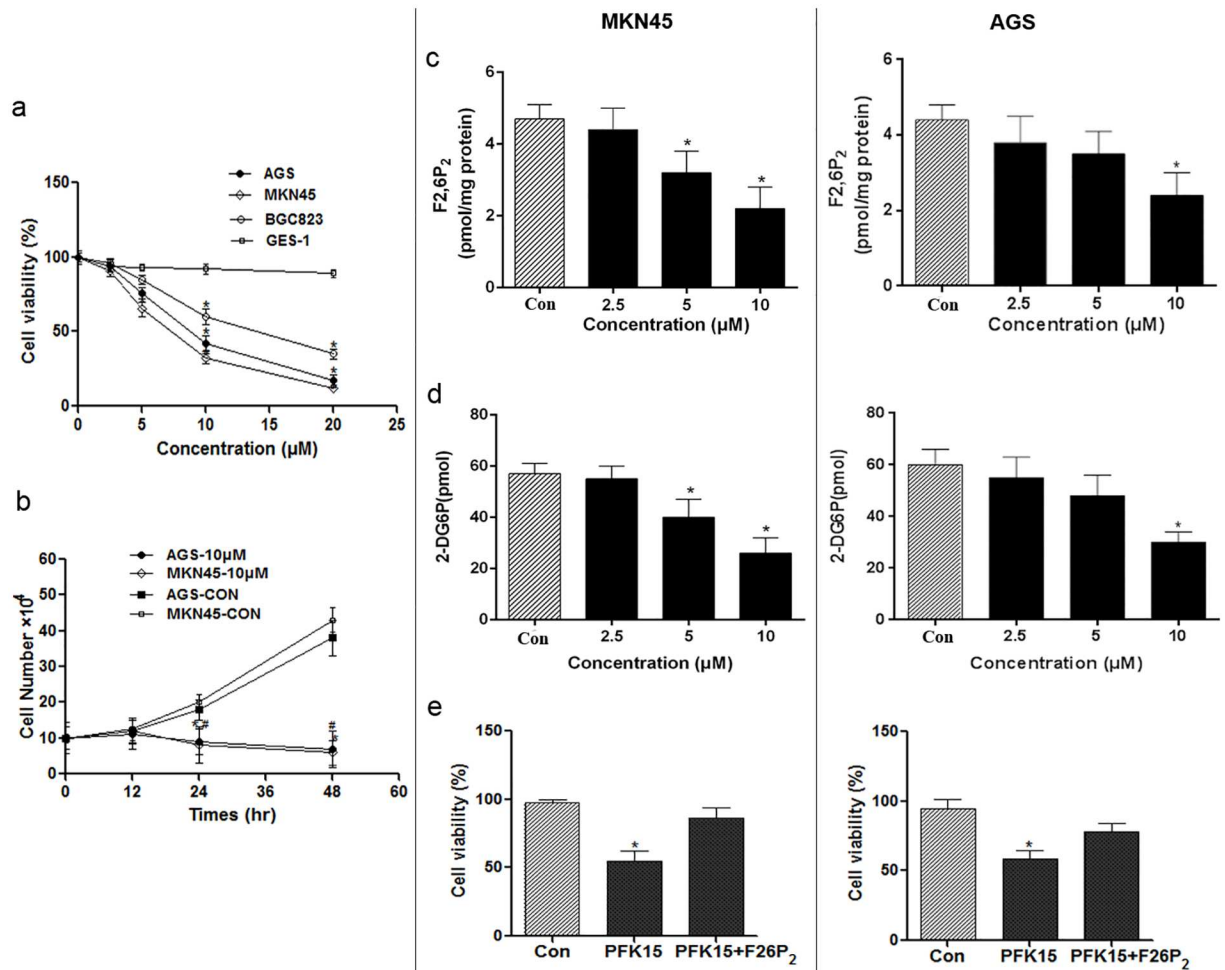 MKN45
AGS
a
AGS
MKN45
BGC823
GES-1
150
100
50
0
Cell viability (%)
0 5 10 15 20 25
Concentration (µM)
* * * *
b
AGS-10µM
MKN45-10µM
AGS-CON
MKN45-CON
60
50
40
30
20
10
0
Cell Number ×10⁴
0 12 24 36 48 60
Times (hr)
# #
c
6
4
2
0
F2,6P₂
(pmol/mg protein)
* *
Con 2.5 5 10
Concentration (µM)
6
4
2
0
F2,6P₂
(pmol/mg protein)
*
Con 2.5 5 10
Concentration (µM)
d
80
60
40
20
0
2-DG6P(pmol)
* *
Con 2.5 5 10
Concentration (µM)
80
60
40
20
0
2-DG6P(pmol)
*
Con 2.5 5 10
Concentration (µM)
e
150
100
50
0
Cell viability (%)
*
Con PFK15 PFK15+F26P₂
150
100
50
0
Cell viability (%)
*
Con PFK15 PFK15+F26P₂